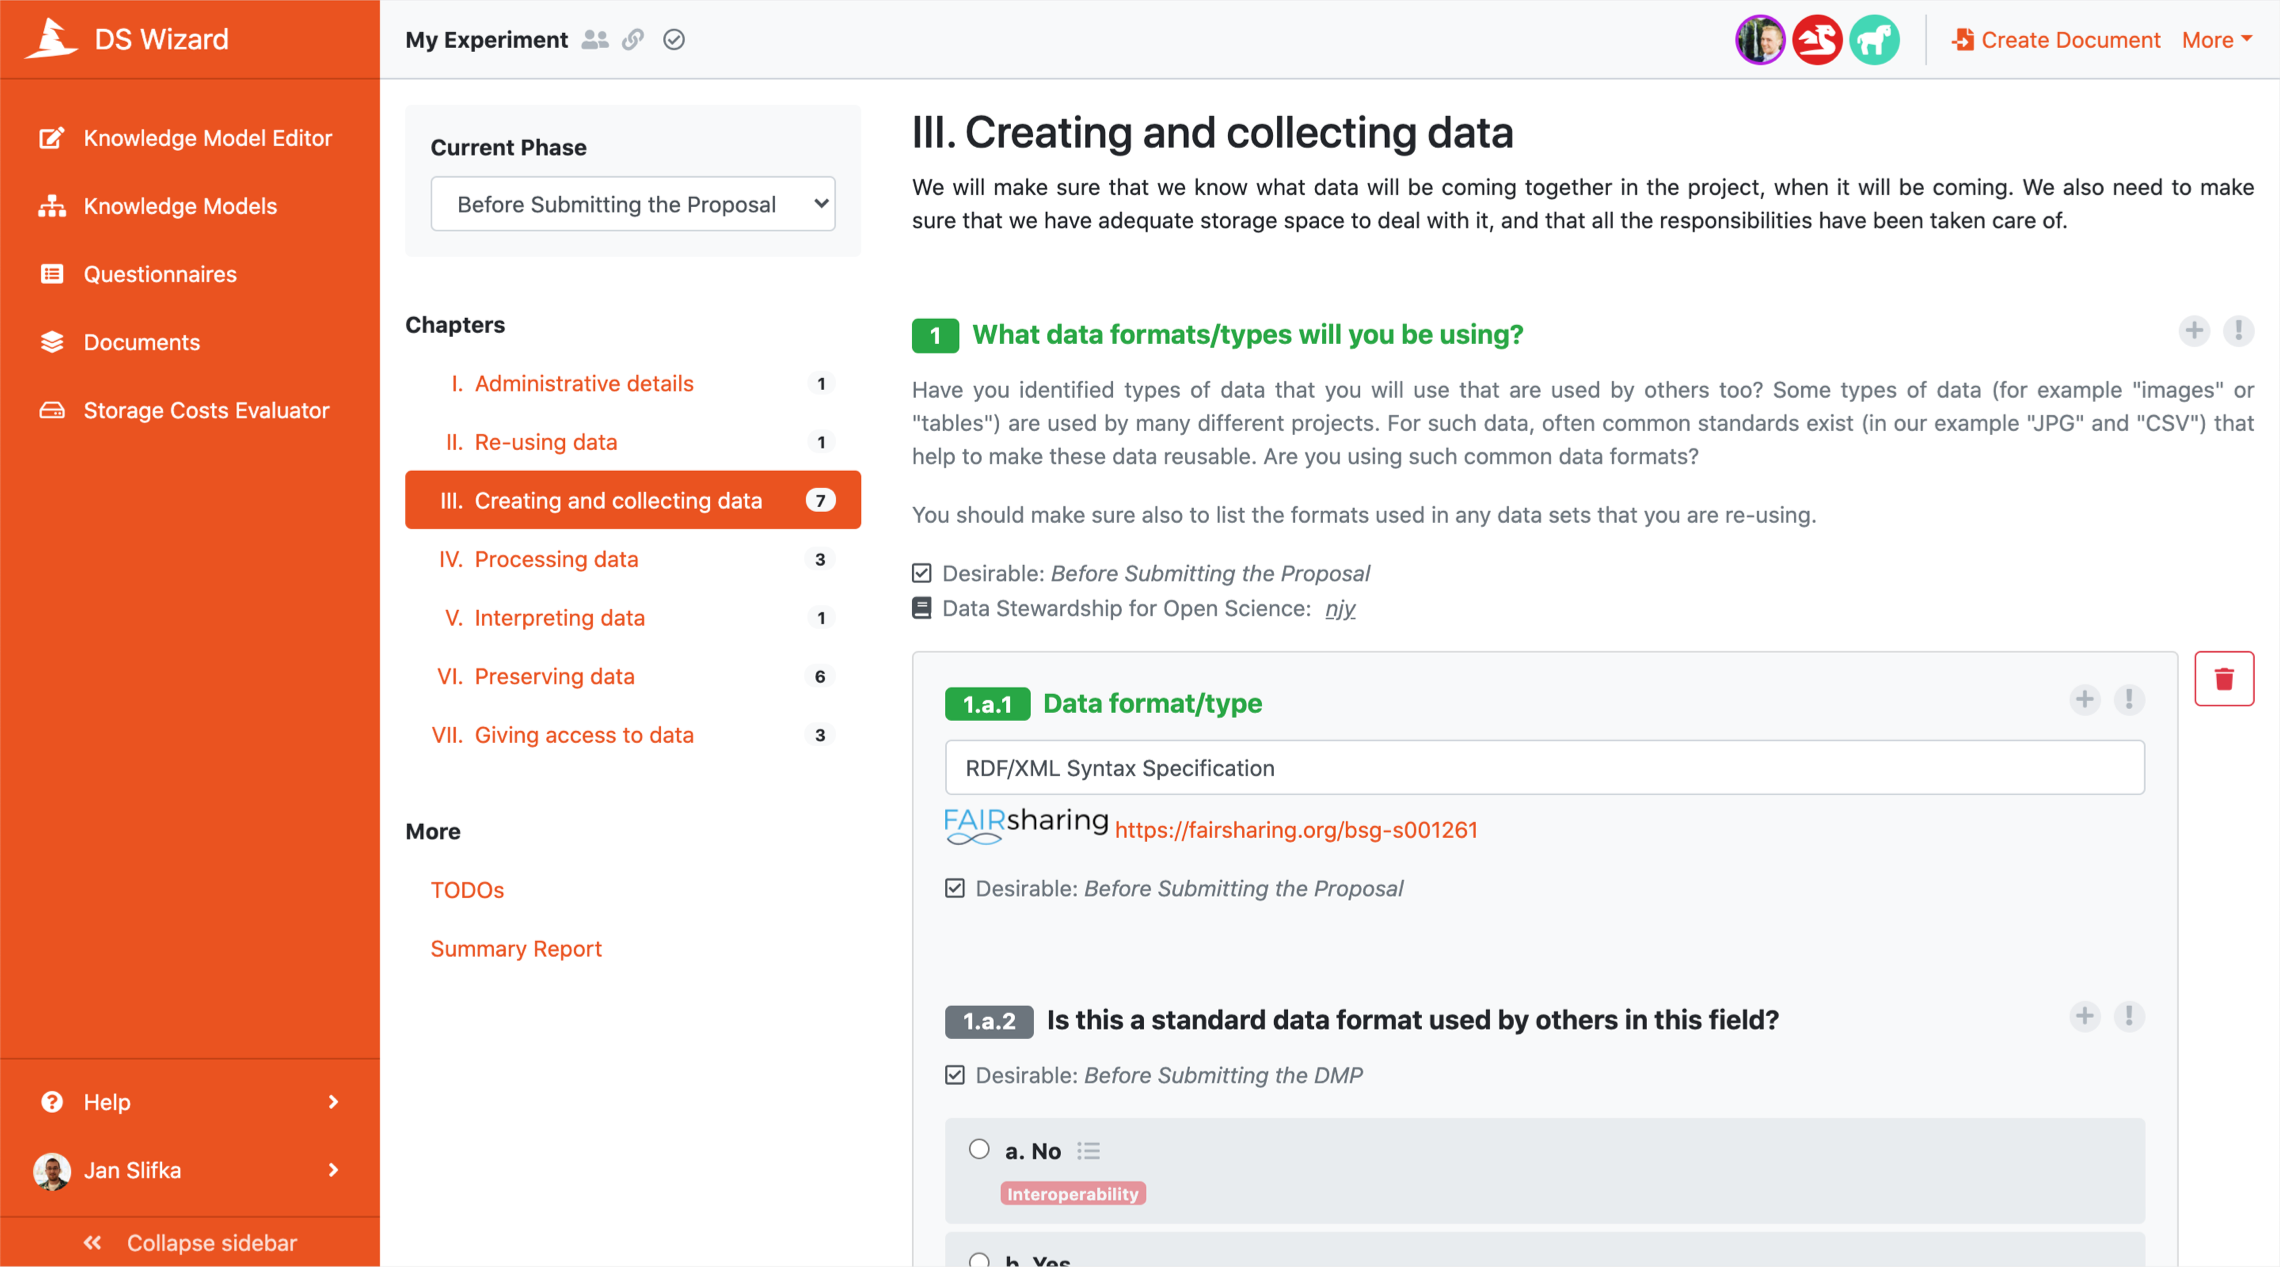 DS Wizard
My Experiment
Create Document
More
Knowledge Model Editor
Knowledge Models
Questionnaires
Documents
Storage Costs Evaluator
Help
Jan Slifka
Collapse sidebar
Current Phase
Before Submitting the Proposal
Chapters
I. Administrative details 1
II. Re-using data 1
III. Creating and collecting data 7
IV. Processing data 3
V. Interpreting data 1
VI. Preserving data 6
VII. Giving access to data 3
More
TODOs
Summary Report
III. Creating and collecting data
We will make sure that we know what data will be coming together in the project, when it will be coming. We also need to make
sure that we have adequate storage space to deal with it, and that all the responsibilities have been taken care of.
1 What data formats/types will you be using?
Have you identified types of data that you will use that are used by others too? Some types of data (for example "images" or
"tables") are used by many different projects. For such data, often common standards exist (in our example "JPG" and "CSV") that
help to make these data reusable. Are you using such common data formats?
You should make sure also to list the formats used in any data sets that you are re-using.
Desirable: Before Submitting the Proposal
Data Stewardship for Open Science: njy
1.a.1 Data format/type
RDF/XML Syntax Specification
FAIRsharing https://fairsharing.org/bsg-s001261
Desirable: Before Submitting the Proposal
1.a.2 Is this a standard data format used by others in this field?
Desirable: Before Submitting the DMP
a. No
Interoperability
b. Yes